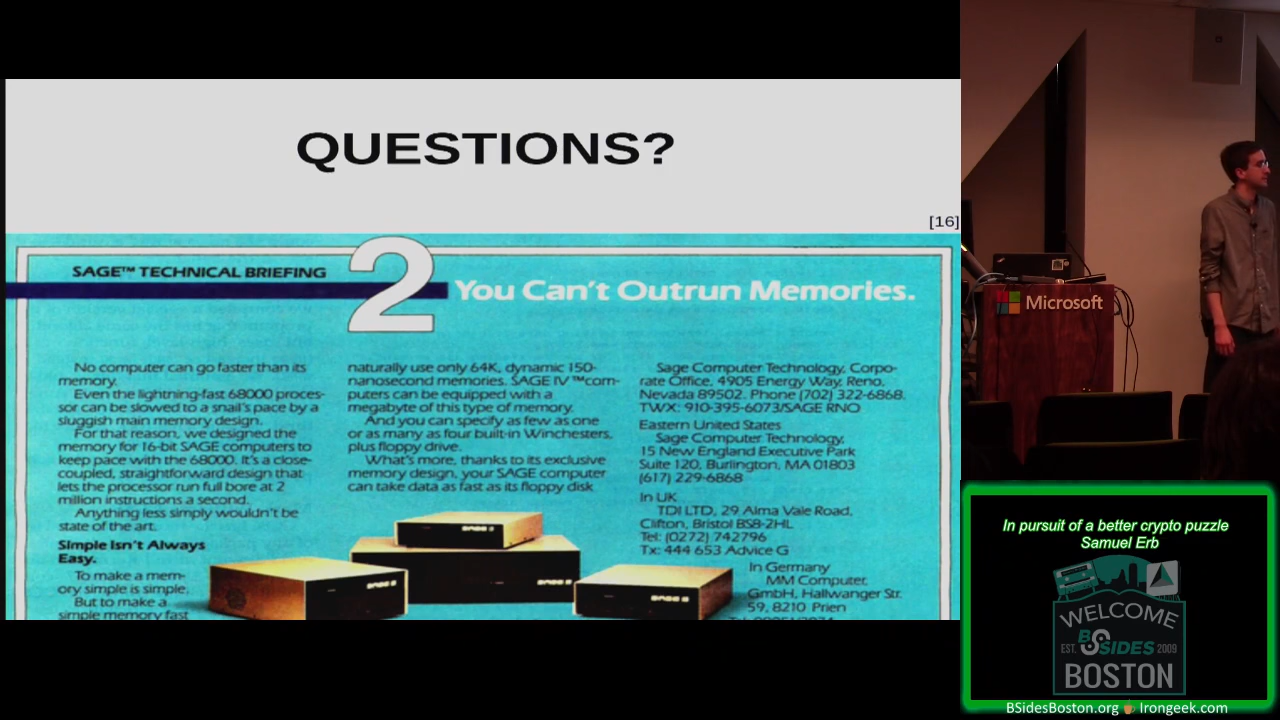 QUESTIONS?
[16]
SAGE™ TECHNICAL BRIEFING
2
You Can't Outrun Memories.
No computer can go faster than its
memory.
Even the lightning-fast 68000 proces-
sor can be slowed to a snail's pace by a
sluggish main memory design.
For that reason, we designed the
memory for 16-bit SAGE computers to
keep pace with the 68000. It's a close-
coupled, straightforward design that
lets the processor run full bore at 2
million instructions a second.
Anything less simply wouldn't be
state of the art.
Simple Isn't Always
Easy.
To make a mem-
ory simple is simple.
But to make a
simple memory fast
naturally use only 64K, dynamic 150-
nanosecond memories. SAGE IV™com-
puters can be equipped with a
megabyte of this type of memory.
And you can specify as few as one
or as many as four built-in Winchesters,
plus floppy drive.
What's more, thanks to its exclusive
memory design, your SAGE computer
can take data as fast as its floppy disk
Sage Computer Technology, Corpo-
rate Office, 4905 Energy Way, Reno,
Nevada 89502. Phone (702) 322-6868.
TWX: 910-395-6073/SAGE RNO
Eastern United States
Sage Computer Technology,
15 New England Executive Park
Suite 120, Burlington, MA 01803
(617) 229-6868
In UK
TDI LTD, 29 Alma Vale Road,
Clifton, Bristol BS8-2HL
Tel: (0272) 742796
Tx: 444 653 Advice G
In Germany
MM Computer,
GmbH, Hallwanger Str.
59, 8210 Prien
Microsoft
In pursuit of a better crypto puzzle
Samuel Erb
WELCOME
EST. BSIDES 2009
BOSTON
BSidesBoston.org Irongeek.com